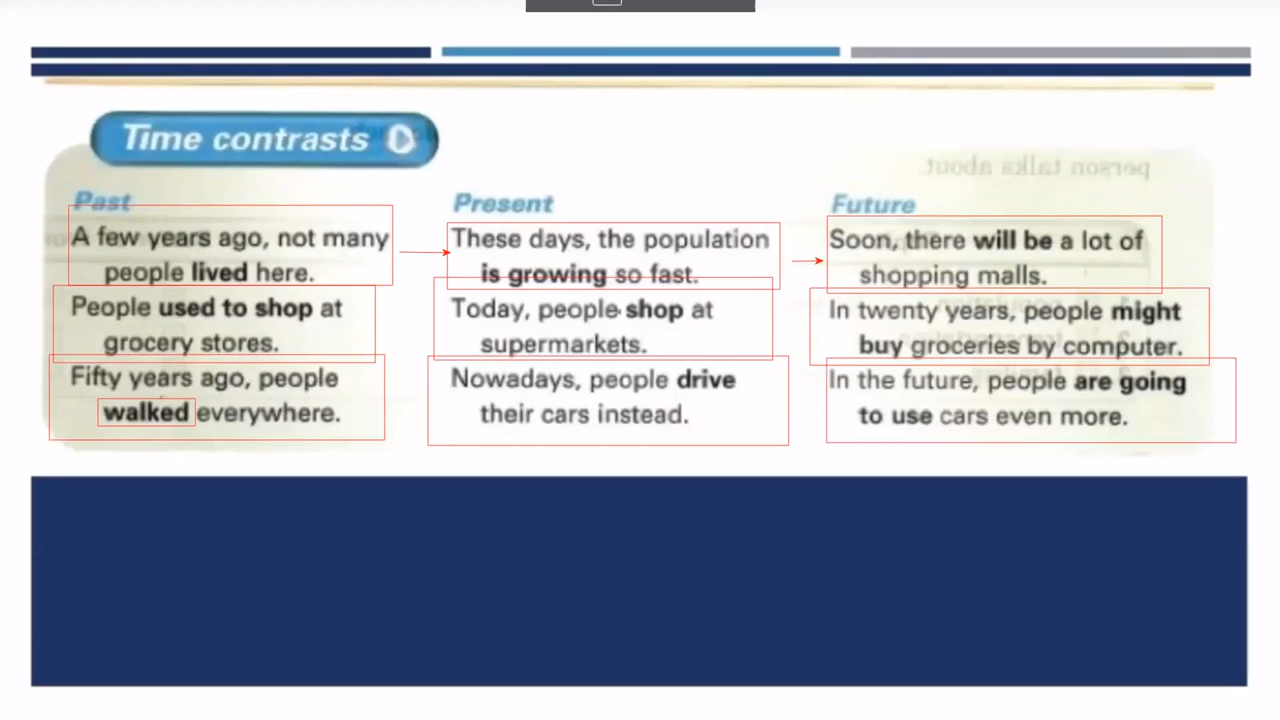 Time contrasts
Past
A few years ago, not many
people lived here.
People used to shop at
grocery stores.
Fifty years ago, people
walked everywhere.
Present
These days, the population
is growing so fast.
Today, people shop at
supermarkets.
Nowadays, people drive
their cars instead.
person talks about
Future
Soon, there will be a lot of
shopping malls.
In twenty years, people might
buy groceries by computer.
In the future, people are going
to use cars even more.